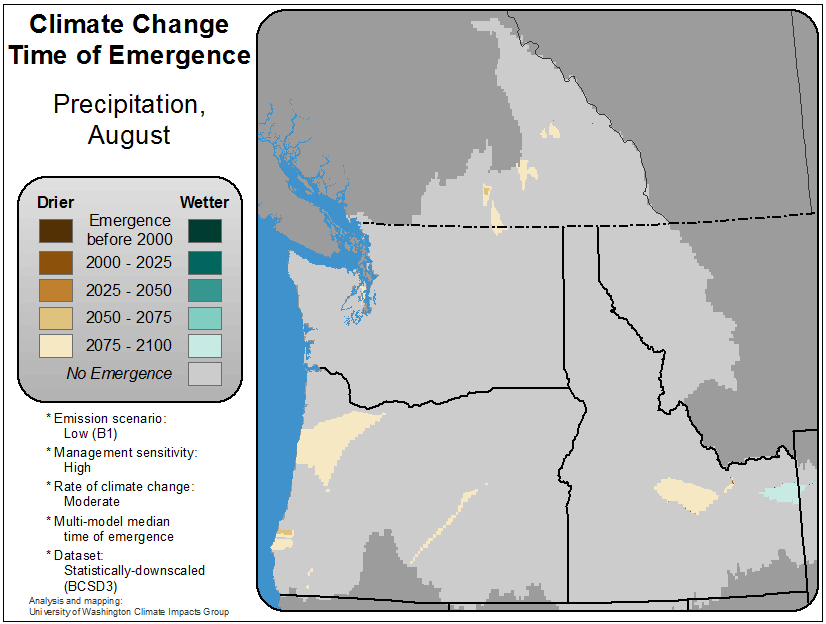 Climate Change
Time of Emergence
Precipitation,
August
Drier
Wetter
Emergence
before 2000
2000 - 2025
2025 - 2050
2050 - 2075
2075 - 2100
No Emergence
* Emission scenario:
Low (B1)
* Management sensitivity:
High
* Rate of climate change:
Moderate
* Multi-model median
time of emergence
* Dataset:
Statistically-downscaled
(BCSD3)
Analysis and mapping:
University of Washington Climate Impacts Group